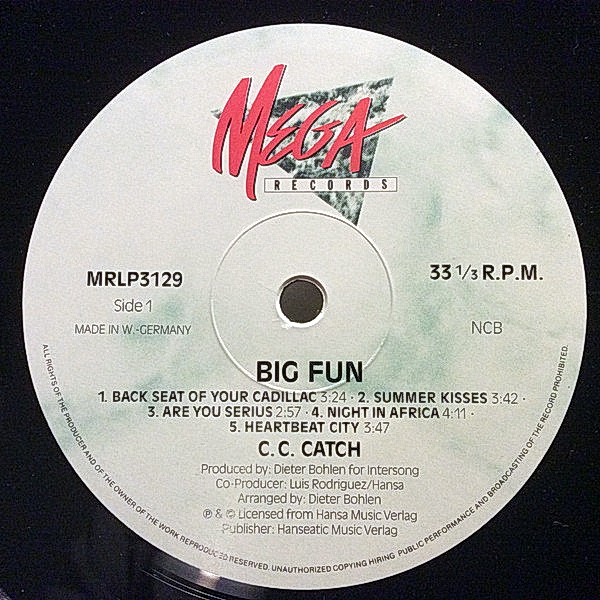 MEGA
RECORDS
MRLP3129
33 1/3 R.P.M.
Side 1
MADE IN W.-GERMANY
NCB
BIG FUN
1. BACK SEAT OF YOUR CADILLAC 3:24 · 2. SUMMER KISSES 3:42 ·
3. ARE YOU SERIUS 2:57 · 4. NIGHT IN AFRICA 4:11 ·
5. HEARTBEAT CITY 3:47
C.C. CATCH
Produced by: Dieter Bohlen for Intersong
Co-Producer: Luis Rodriguez/Hansa
Arranged by: Dieter Bohlen
℗ & © Licensed from Hansa Music Verlag
Publisher: Hanseatic Music Verlag
ALL RIGHTS OF THE PRODUCER AND OF THE OWNER OF THE WORK REPRODUCED RESERVED. UNAUTHORIZED COPYING HIRING PUBLIC PERFORMANCE AND BROADCASTING OF THE RECORD PROHIBITED.